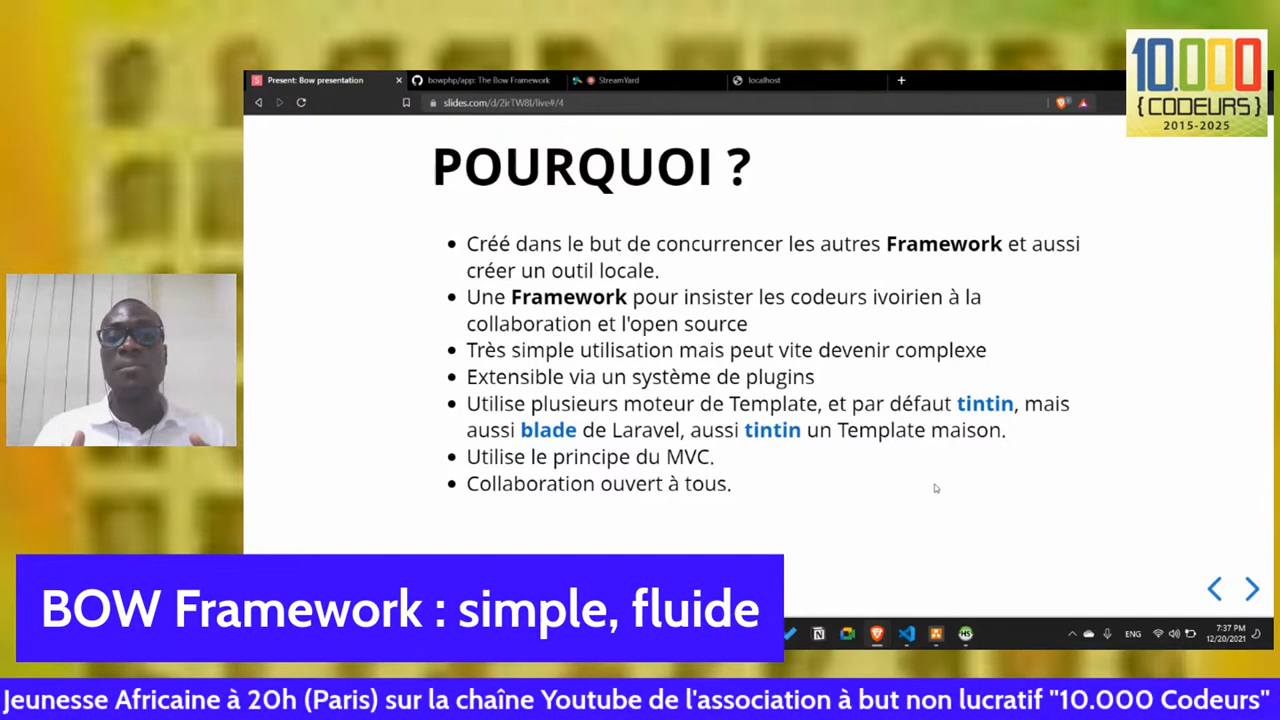 Present: Bow presentation
bowphp/app: The Bow Framework
StreamYard
localhost
slides.com/d/2irTW8I/live#/4
10.000
{CODEURS}
2015-2025
POURQUOI ?
Créé dans le but de concurrencer les autres Framework et aussi
créer un outil locale.
Une Framework pour insister les codeurs ivoirien à la
collaboration et l'open source
Très simple utilisation mais peut vite devenir complexe
Extensible via un système de plugins
Utilise plusieurs moteur de Template, et par défaut tintin, mais
aussi blade de Laravel, aussi tintin un Template maison.
Utilise le principe du MVC.
Collaboration ouvert à tous.
BOW Framework : simple, fluide
ENG
7:37 PM
12/20/2021
Jeunesse Africaine à 20h (Paris) sur la chaîne Youtube de l'association à but non lucratif "10.000 Codeurs"